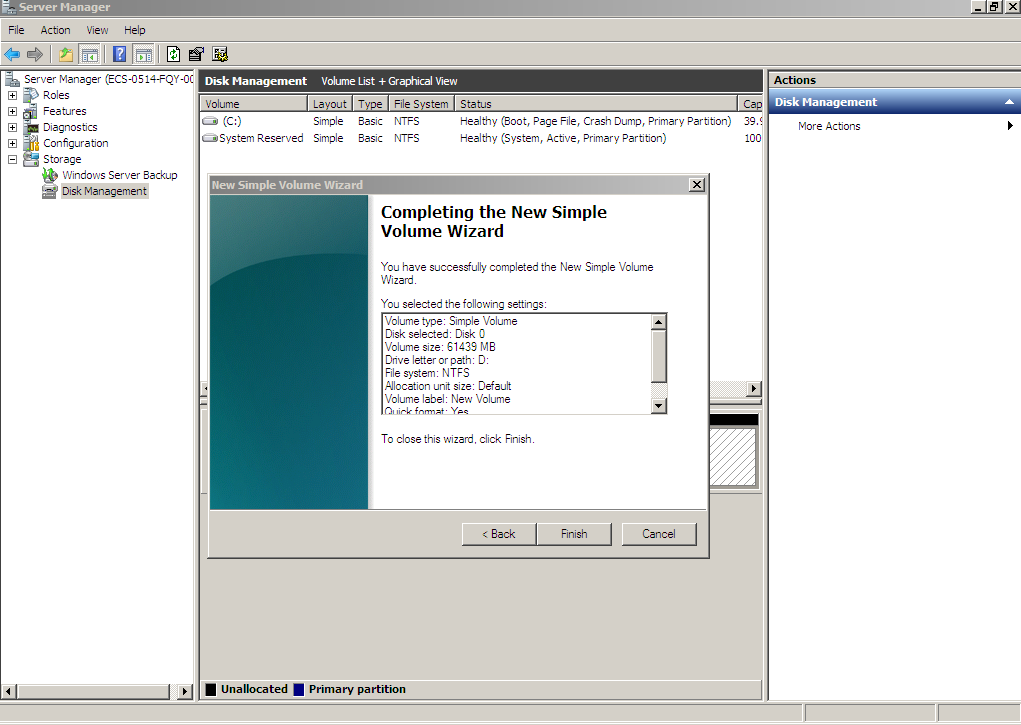 Server Manager
File Action View Help
Server Manager (ECS-0514-FQY-00
Roles
Features
Diagnostics
Configuration
Storage
Windows Server Backup
Disk Management
Disk Management Volume List + Graphical View
Volume Layout Type File System Status Cap
(C:) Simple Basic NTFS Healthy (Boot, Page File, Crash Dump, Primary Partition) 39.9
System Reserved Simple Basic NTFS Healthy (System, Active, Primary Partition) 100
New Simple Volume Wizard
Completing the New Simple
Volume Wizard
You have successfully completed the New Simple Volume
Wizard.
You selected the following settings:
Volume type: Simple Volume
Disk selected: Disk 0
Volume size: 61439 MB
Drive letter or path: D:
File system: NTFS
Allocation unit size: Default
Volume label: New Volume
Quick format: Yes
To close this wizard, click Finish.
< Back Finish Cancel
Unallocated Primary partition
Actions
Disk Management
More Actions